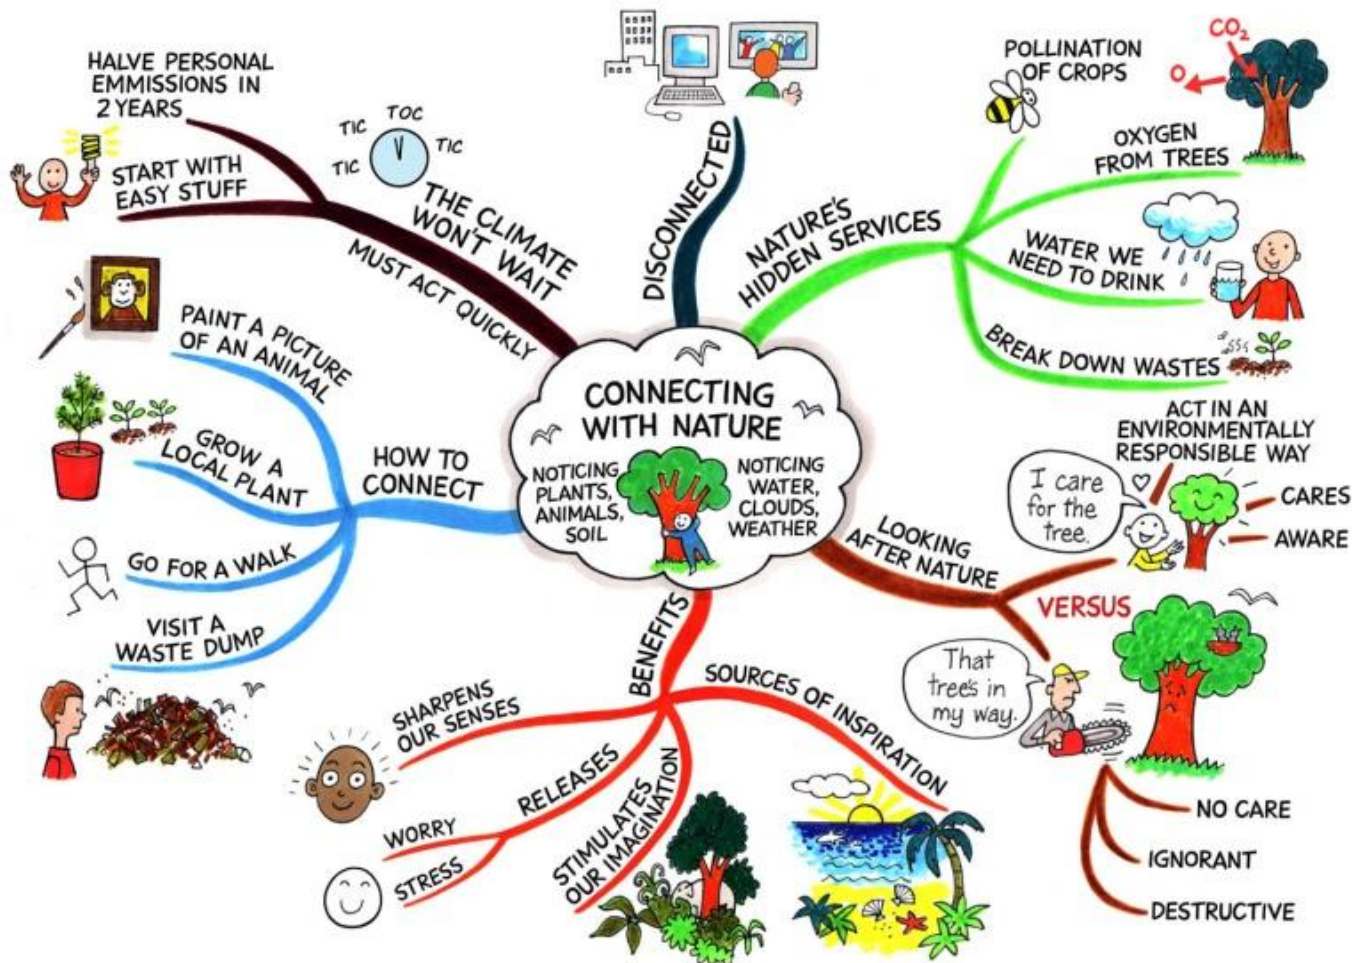 CONNECTING
WITH NATURE
NOTICING
PLANTS,
ANIMALS,
SOIL
NOTICING
WATER,
CLOUDS,
WEATHER
DISCONNECTED
NATURE'S
HIDDEN SERVICES
POLLINATION
OF CROPS
CO2
O
OXYGEN
FROM TREES
WATER WE
NEED TO DRINK
BREAK DOWN WASTES
LOOKING
AFTER NATURE
ACT IN AN
ENVIRONMENTALLY
RESPONSIBLE WAY
I care
for the
tree.
CARES
AWARE
VERSUS
That
tree's in
my way.
NO CARE
IGNORANT
DESTRUCTIVE
BENEFITS
SOURCES OF INSPIRATION
STIMULATES
OUR IMAGINATION
RELEASES
WORRY
STRESS
SHARPENS
OUR SENSES
HOW TO
CONNECT
PAINT A PICTURE
OF AN ANIMAL
GROW A
LOCAL PLANT
GO FOR A WALK
VISIT A
WASTE DUMP
THE CLIMATE
WON'T WAIT
MUST ACT QUICKLY
TIC
TIC
TOC
TIC
HALVE PERSONAL
EMMISSIONS IN
2 YEARS
START WITH
EASY STUFF